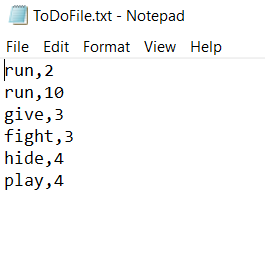 ToDoFile.txt - Notepad
File Edit Format View Help
run,2
run,10
give,3
fight,3
hide,4
play,4